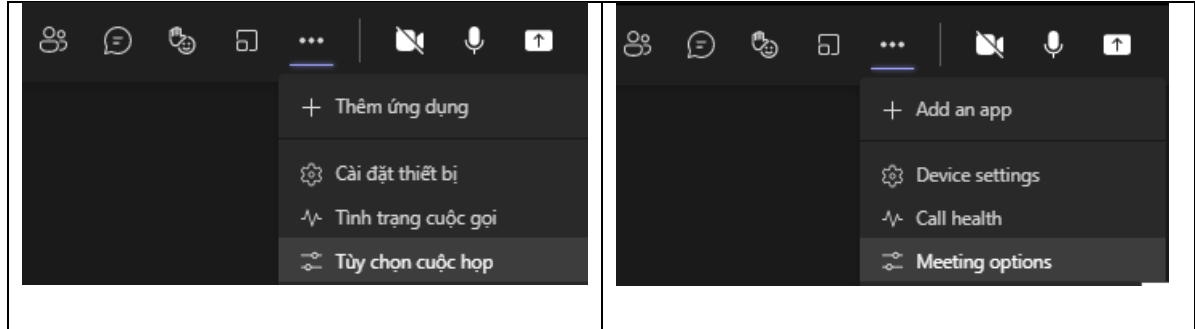 Thêm ứng dụng
Cài đặt thiết bị
Tình trạng cuộc gọi
Tùy chọn cuộc họp
Add an app
Device settings
Call health
Meeting options